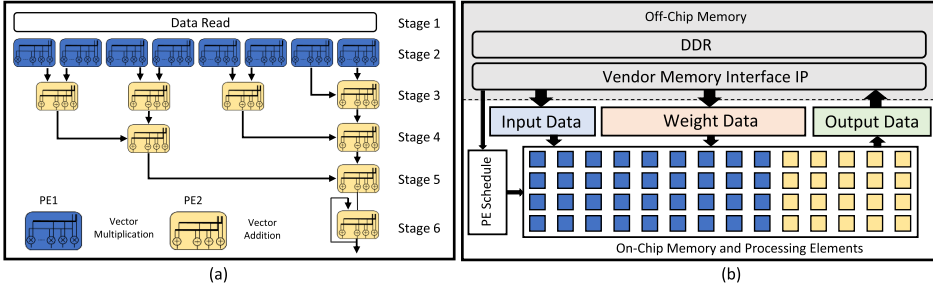 Data Read
Stage 1
Stage 2
Stage 3
Stage 4
Stage 5
Stage 6
PE1
Vector
Multiplication
PE2
Vector
Addition
(a)
Off-Chip Memory
DDR
Vendor Memory Interface IP
Input Data
Weight Data
Output Data
PE Schedule
On-Chip Memory and Processing Elements
(b)